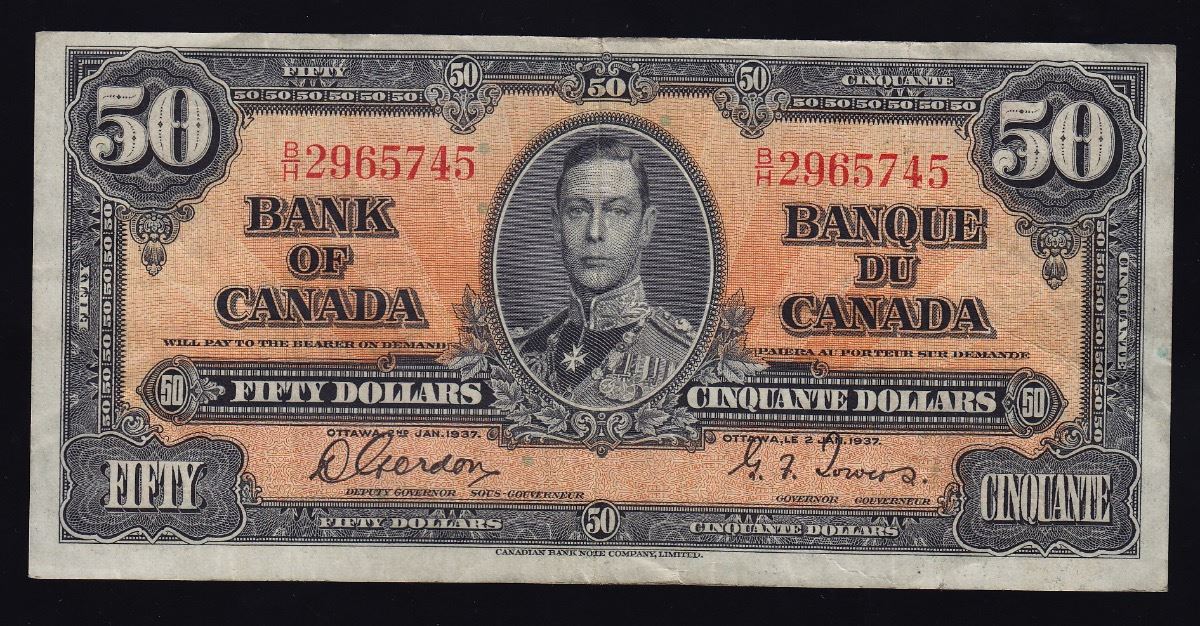 FIFTY 50 50 50 CINQUANTE
50 50 50 50 50 50 50 50 50 50 50 50
50 50
B/H 2965745 B/H 2965745
BANK BANQUE
OF DU
CANADA CANADA
WILL PAY TO THE BEARER ON DEMAND PAIERA AU PORTEUR SUR DEMANDE
FIFTY CINQUANTE
50 FIFTY DOLLARS CINQUANTE DOLLARS 50
OTTAWA, 2ND JAN. 1937. OTTAWA, LE 2 JAN. 1937.
D Gordon G. F. Towers.
DEPUTY GOVERNOR SOUS-GOUVERNEUR GOVERNOR GOUVERNEUR
FIFTY CINQUANTE
FIFTY DOLLARS 50 CINQUANTE DOLLARS
CANADIAN BANK NOTE COMPANY, LIMITED.